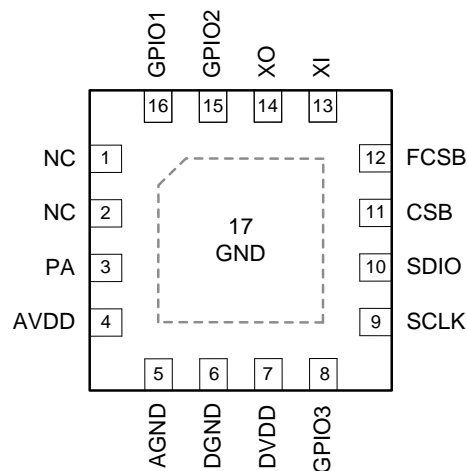 GPIO1
GPIO2
XO
XI
16
15
14
13
NC
1
12
FCSB
NC
2
17
GND
11
CSB
PA
3
10
SDIO
AVDD
4
9
SCLK
5
6
7
8
AGND
DGND
DVDD
GPIO3